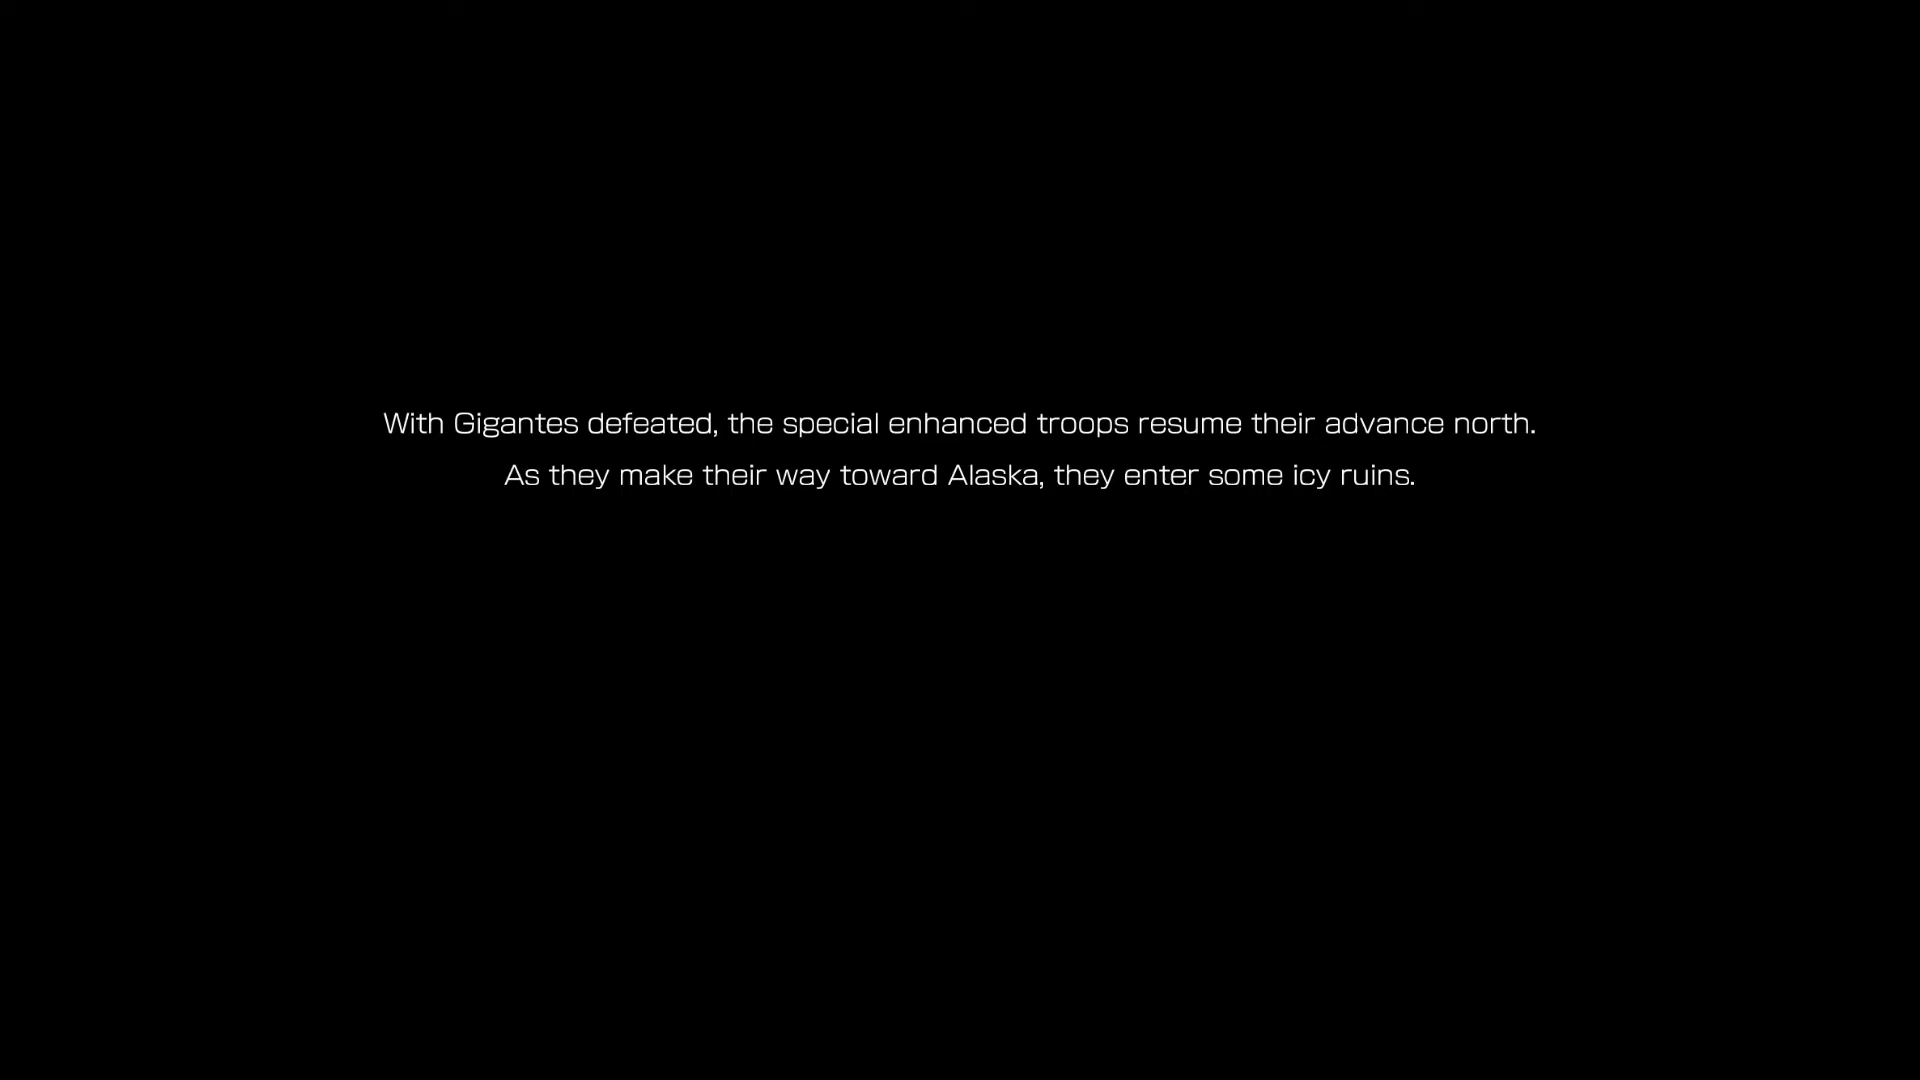 With Gigantes defeated, the special enhanced troops resume their advance north.
As they make their way toward Alaska, they enter some icy ruins.